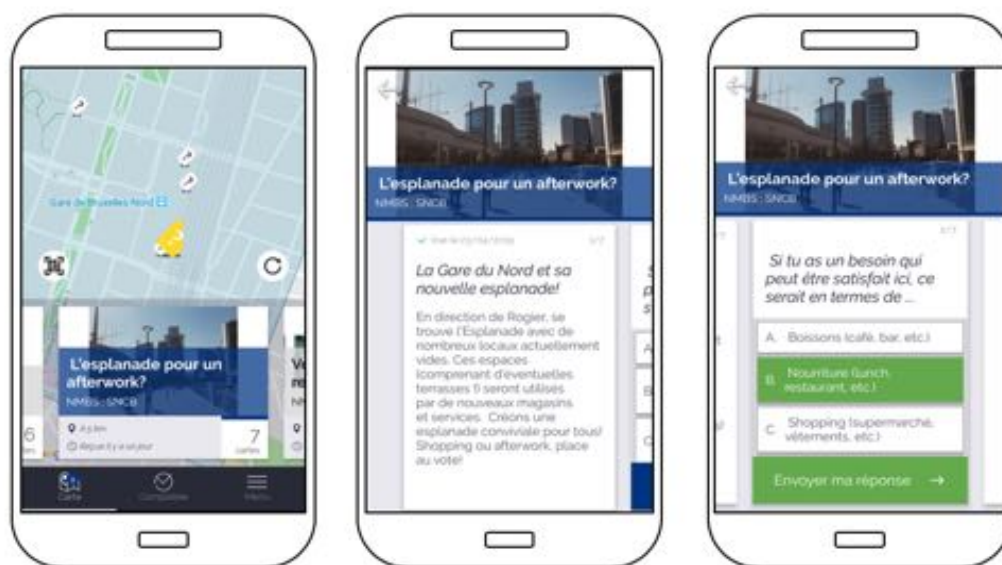 Gare de Bruxelles-Nord
L'esplanade pour un
afterwork?
NMBS : SNCB
7
cartes
6
Carte
Menu
L'esplanade pour un afterwork?
NMBS : SNCB
1/7
La Gare du Nord et sa
nouvelle esplanade!
En direction de Rogier, se
trouve l'Esplanade avec de
nombreux locaux actuellement
vides. Ces espaces
(comprenant d'éventuelles
terrasses !) seront utilisés
par de nouveaux magasins
et services. Créons une
esplanade conviviale pour tous!
Shopping ou afterwork, place
au vote!
L'esplanade pour un afterwork?
NMBS : SNCB
Si tu as un besoin qui
peut être satisfait ici, ce
serait en termes de ...
A. Boissons (café, bar, etc.)
B. Nourriture (lunch,
restaurant, etc.)
C. Shopping (supermarché,
vêtements, etc.)
Envoyer ma réponse →